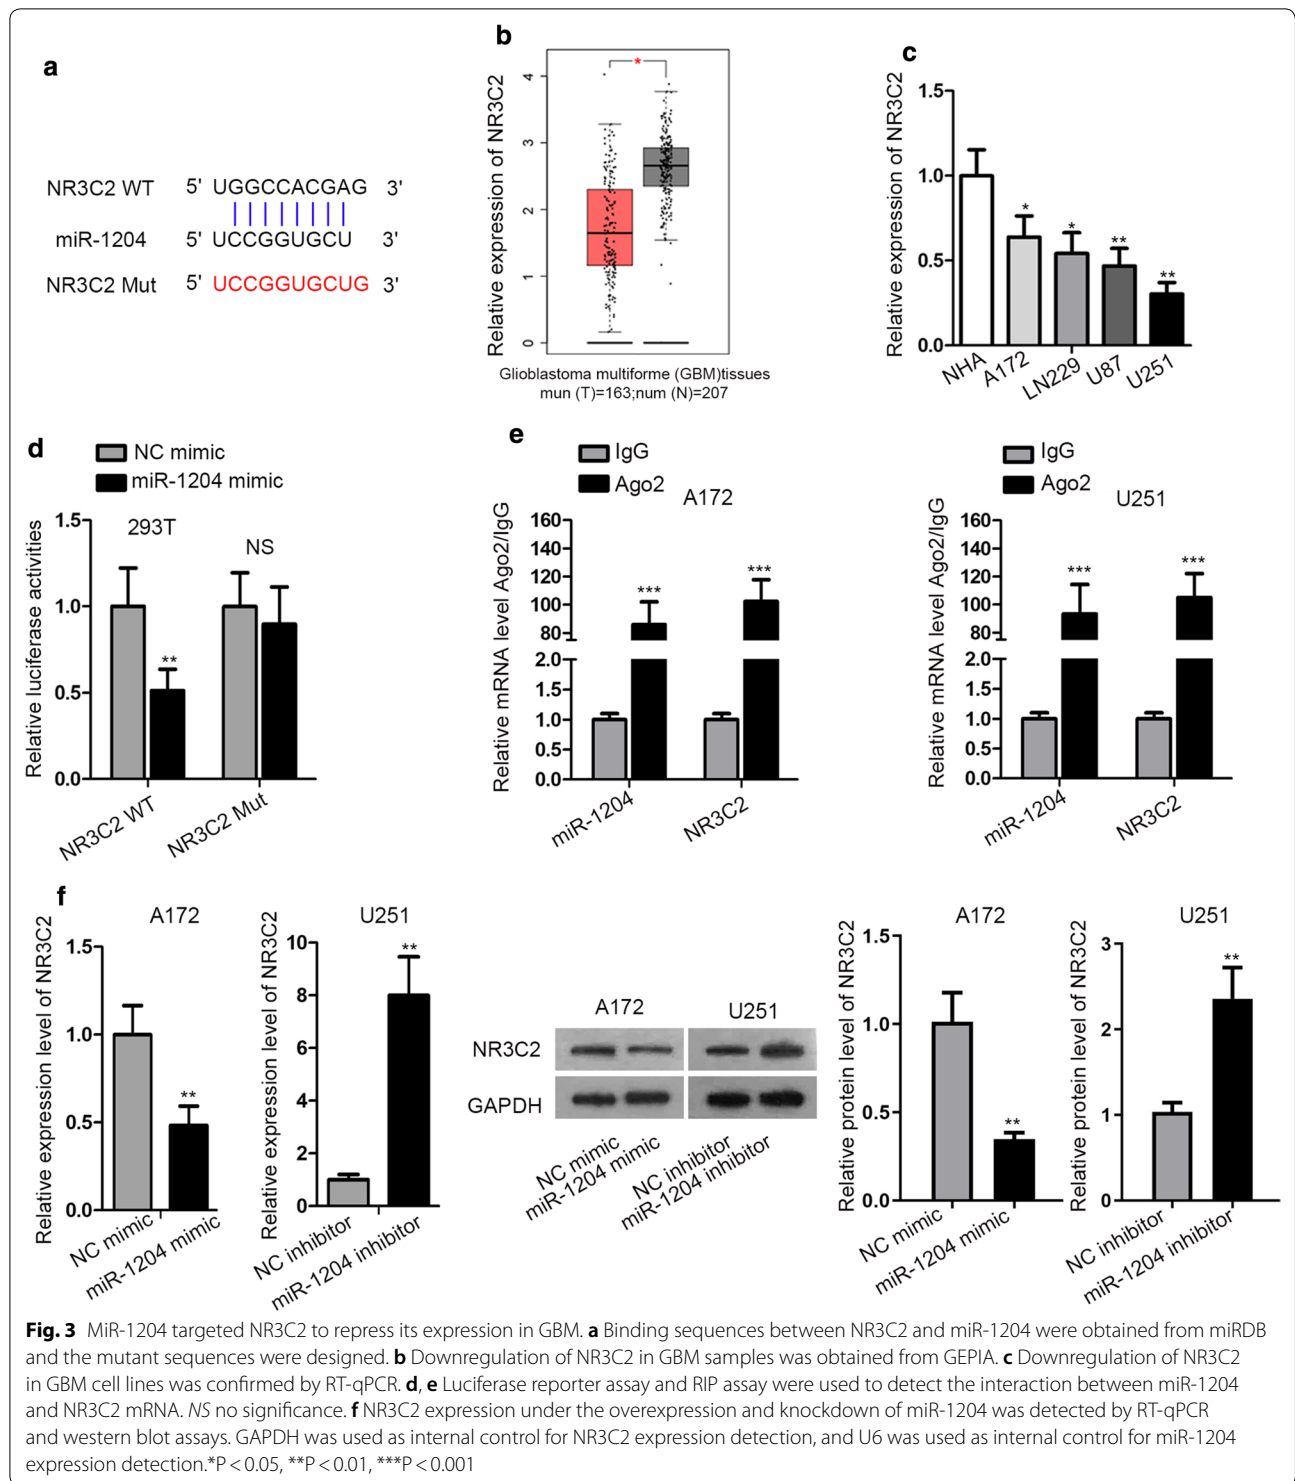 a
NR3C2 WT 5' UGGCCACGAG 3'
miR-1204 5' UCCGGUGCU 3'
NR3C2 Mut 5' UCCGGUGCUG 3'
b
Relative expression of NR3C2
4
3
2
1
0
*
Glioblastoma multiforme (GBM)tissues
mun (T)=163;num (N)=207
c
Relative expression of NR3C2
1.5
1.0
0.5
0.0
*
*
**
**
NHA
A172
LN229
U87
U251
d
NC mimic
miR-1204 mimic
Relative luciferase activities
1.5
1.0
0.5
0.0
293T
NS
**
NR3C2 WT
NR3C2 Mut
e
IgG
Ago2
A172
Relative mRNA level Ago2/IgG
160
140
120
100
80
2.0
1.5
1.0
0.5
0.0
***
***
miR-1204
NR3C2
IgG
Ago2
U251
Relative mRNA level Ago2/IgG
160
140
120
100
80
2.0
1.5
1.0
0.5
0.0
***
***
miR-1204
NR3C2
f
A172
Relative expression level of NR3C2
1.5
1.0
0.5
0.0
**
NC mimic
miR-1204 mimic
U251
Relative expression level of NR3C2
10
8
6
4
2
0
**
NC inhibitor
miR-1204 inhibitor
A172
U251
NR3C2
GAPDH
NC mimic
miR-1204 mimic
NC inhibitor
miR-1204 inhibitor
A172
Relative protein level of NR3C2
1.5
1.0
0.5
0.0
**
NC mimic
miR-1204 mimic
U251
Relative protein level of NR3C2
3
2
1
0
**
NC inhibitor
miR-1204 inhibitor
Fig. 3 MiR-1204 targeted NR3C2 to repress its expression in GBM. a Binding sequences between NR3C2 and miR-1204 were obtained from miRDB
and the mutant sequences were designed. b Downregulation of NR3C2 in GBM samples was obtained from GEPIA. c Downregulation of NR3C2
in GBM cell lines was confirmed by RT-qPCR. d, e Luciferase reporter assay and RIP assay were used to detect the interaction between miR-1204
and NR3C2 mRNA. NS no significance. f NR3C2 expression under the overexpression and knockdown of miR-1204 was detected by RT-qPCR
and western blot assays. GAPDH was used as internal control for NR3C2 expression detection, and U6 was used as internal control for miR-1204
expression detection.*P < 0.05, **P < 0.01, ***P < 0.001